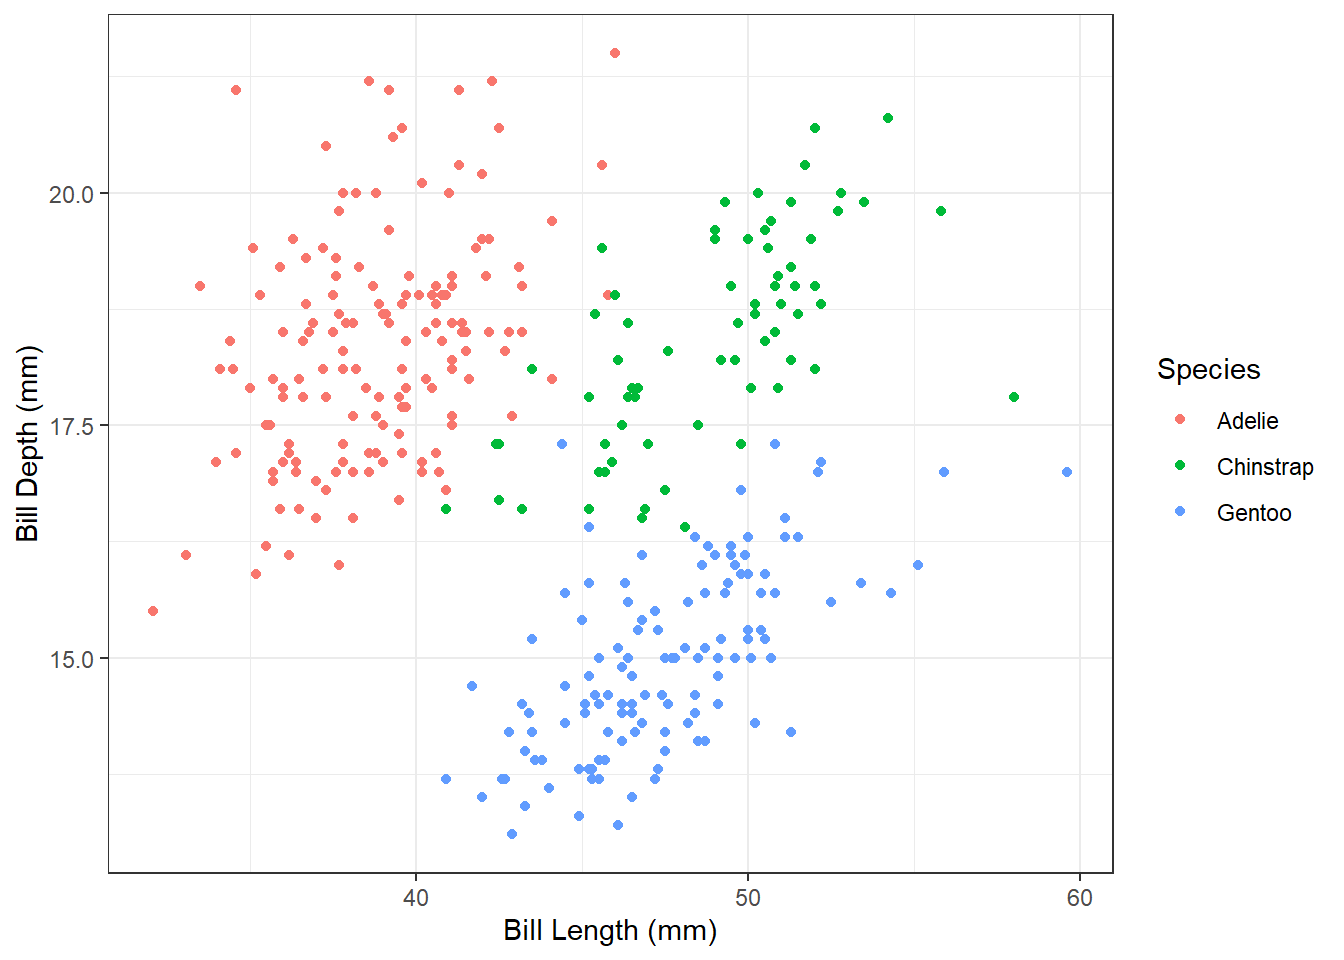 20.0
17.5
15.0
Bill Depth (mm)
40 50 60
Bill Length (mm)
Species
Adelie
Chinstrap
Gentoo